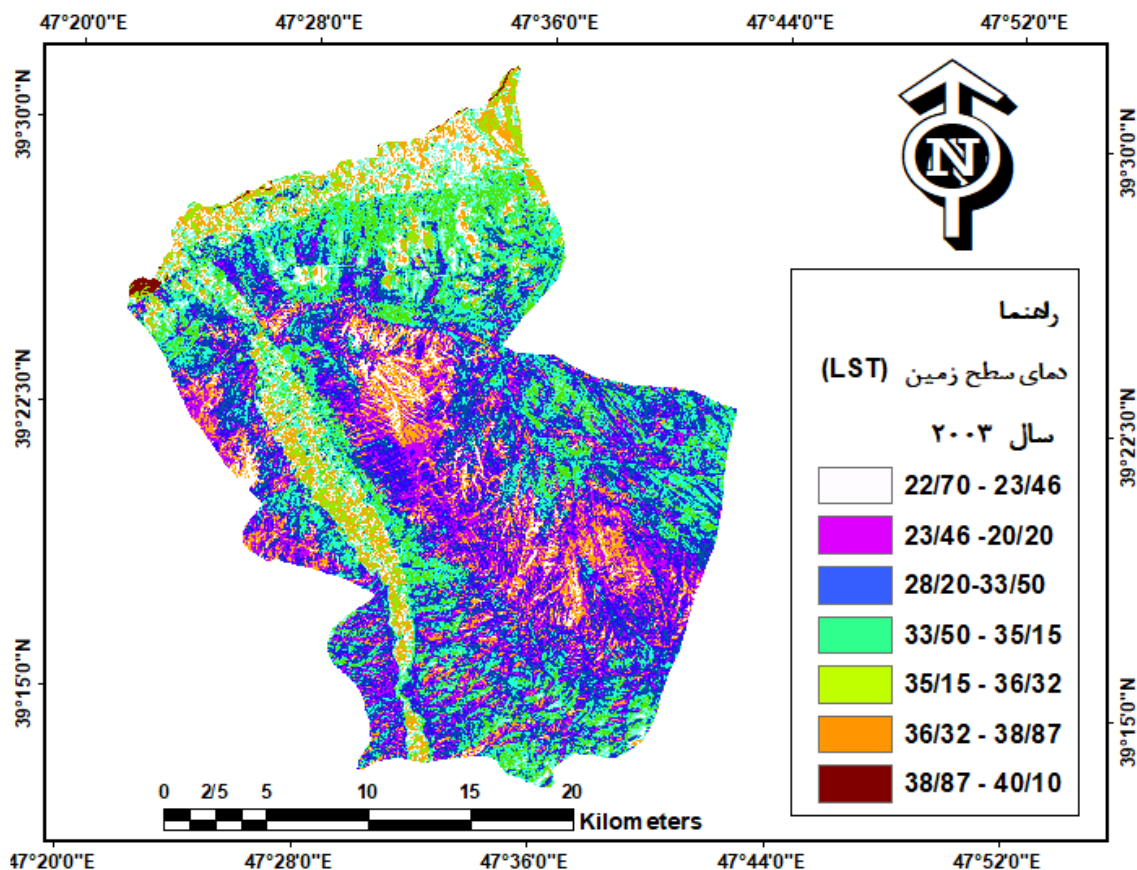 47°20'0"E 47°28'0"E 47°36'0"E 47°44'0"E 47°52'0"E
39°30'0"N
39°22'30"N
39°15'0"N
39°30'0"N
39°22'30"N
39°15'0"N
N
راهنما
دمای سطح زمین (LST)
سال ۲۰۰۳
22/70 - 23/46
23/46 -20/20
28/20-33/50
33/50 - 35/15
35/15 - 36/32
36/32 - 38/87
38/87 - 40/10
0 2/5 5 10 15 20
Kilometers
47°20'0"E 47°28'0"E 47°36'0"E 47°44'0"E 47°52'0"E